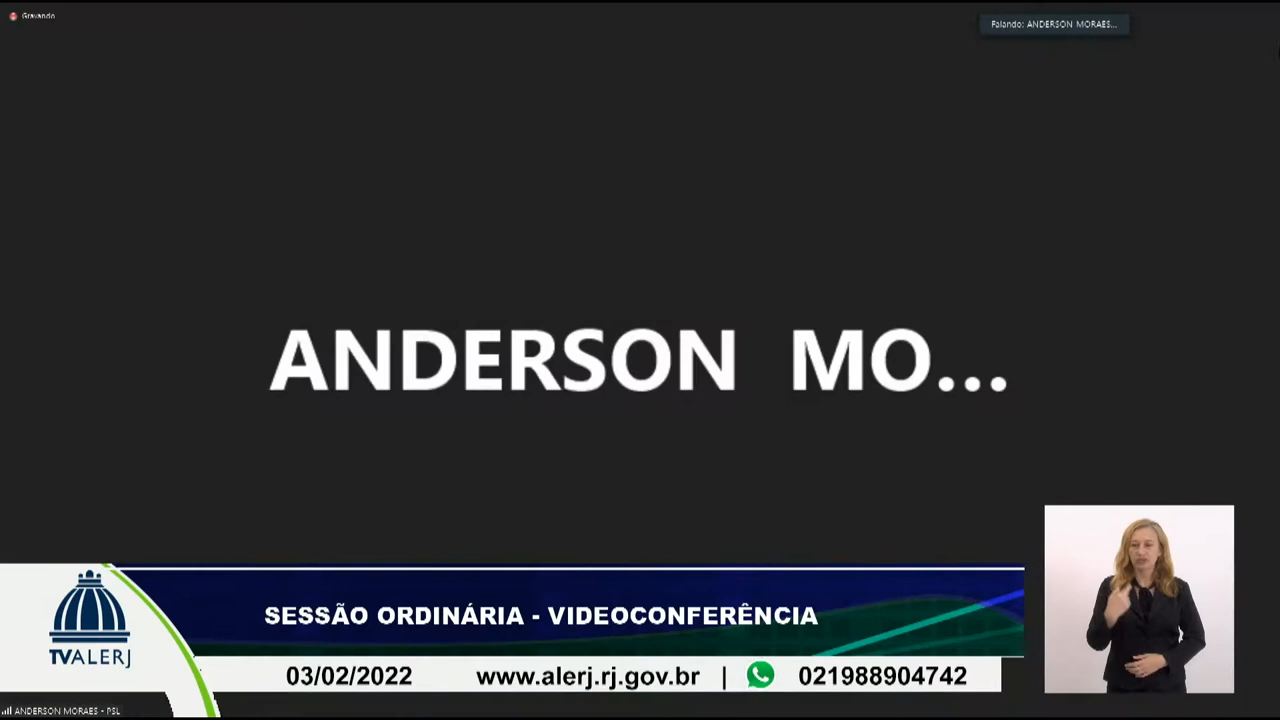 Gravando
Falando: ANDERSON MORAES...
ANDERSON MO...
SESSÃO ORDINÁRIA - VIDEOCONFERÊNCIA
TVALERJ
03/02/2022 www.alerj.rj.gov.br | 021988904742
ANDERSON MORAES - PSL